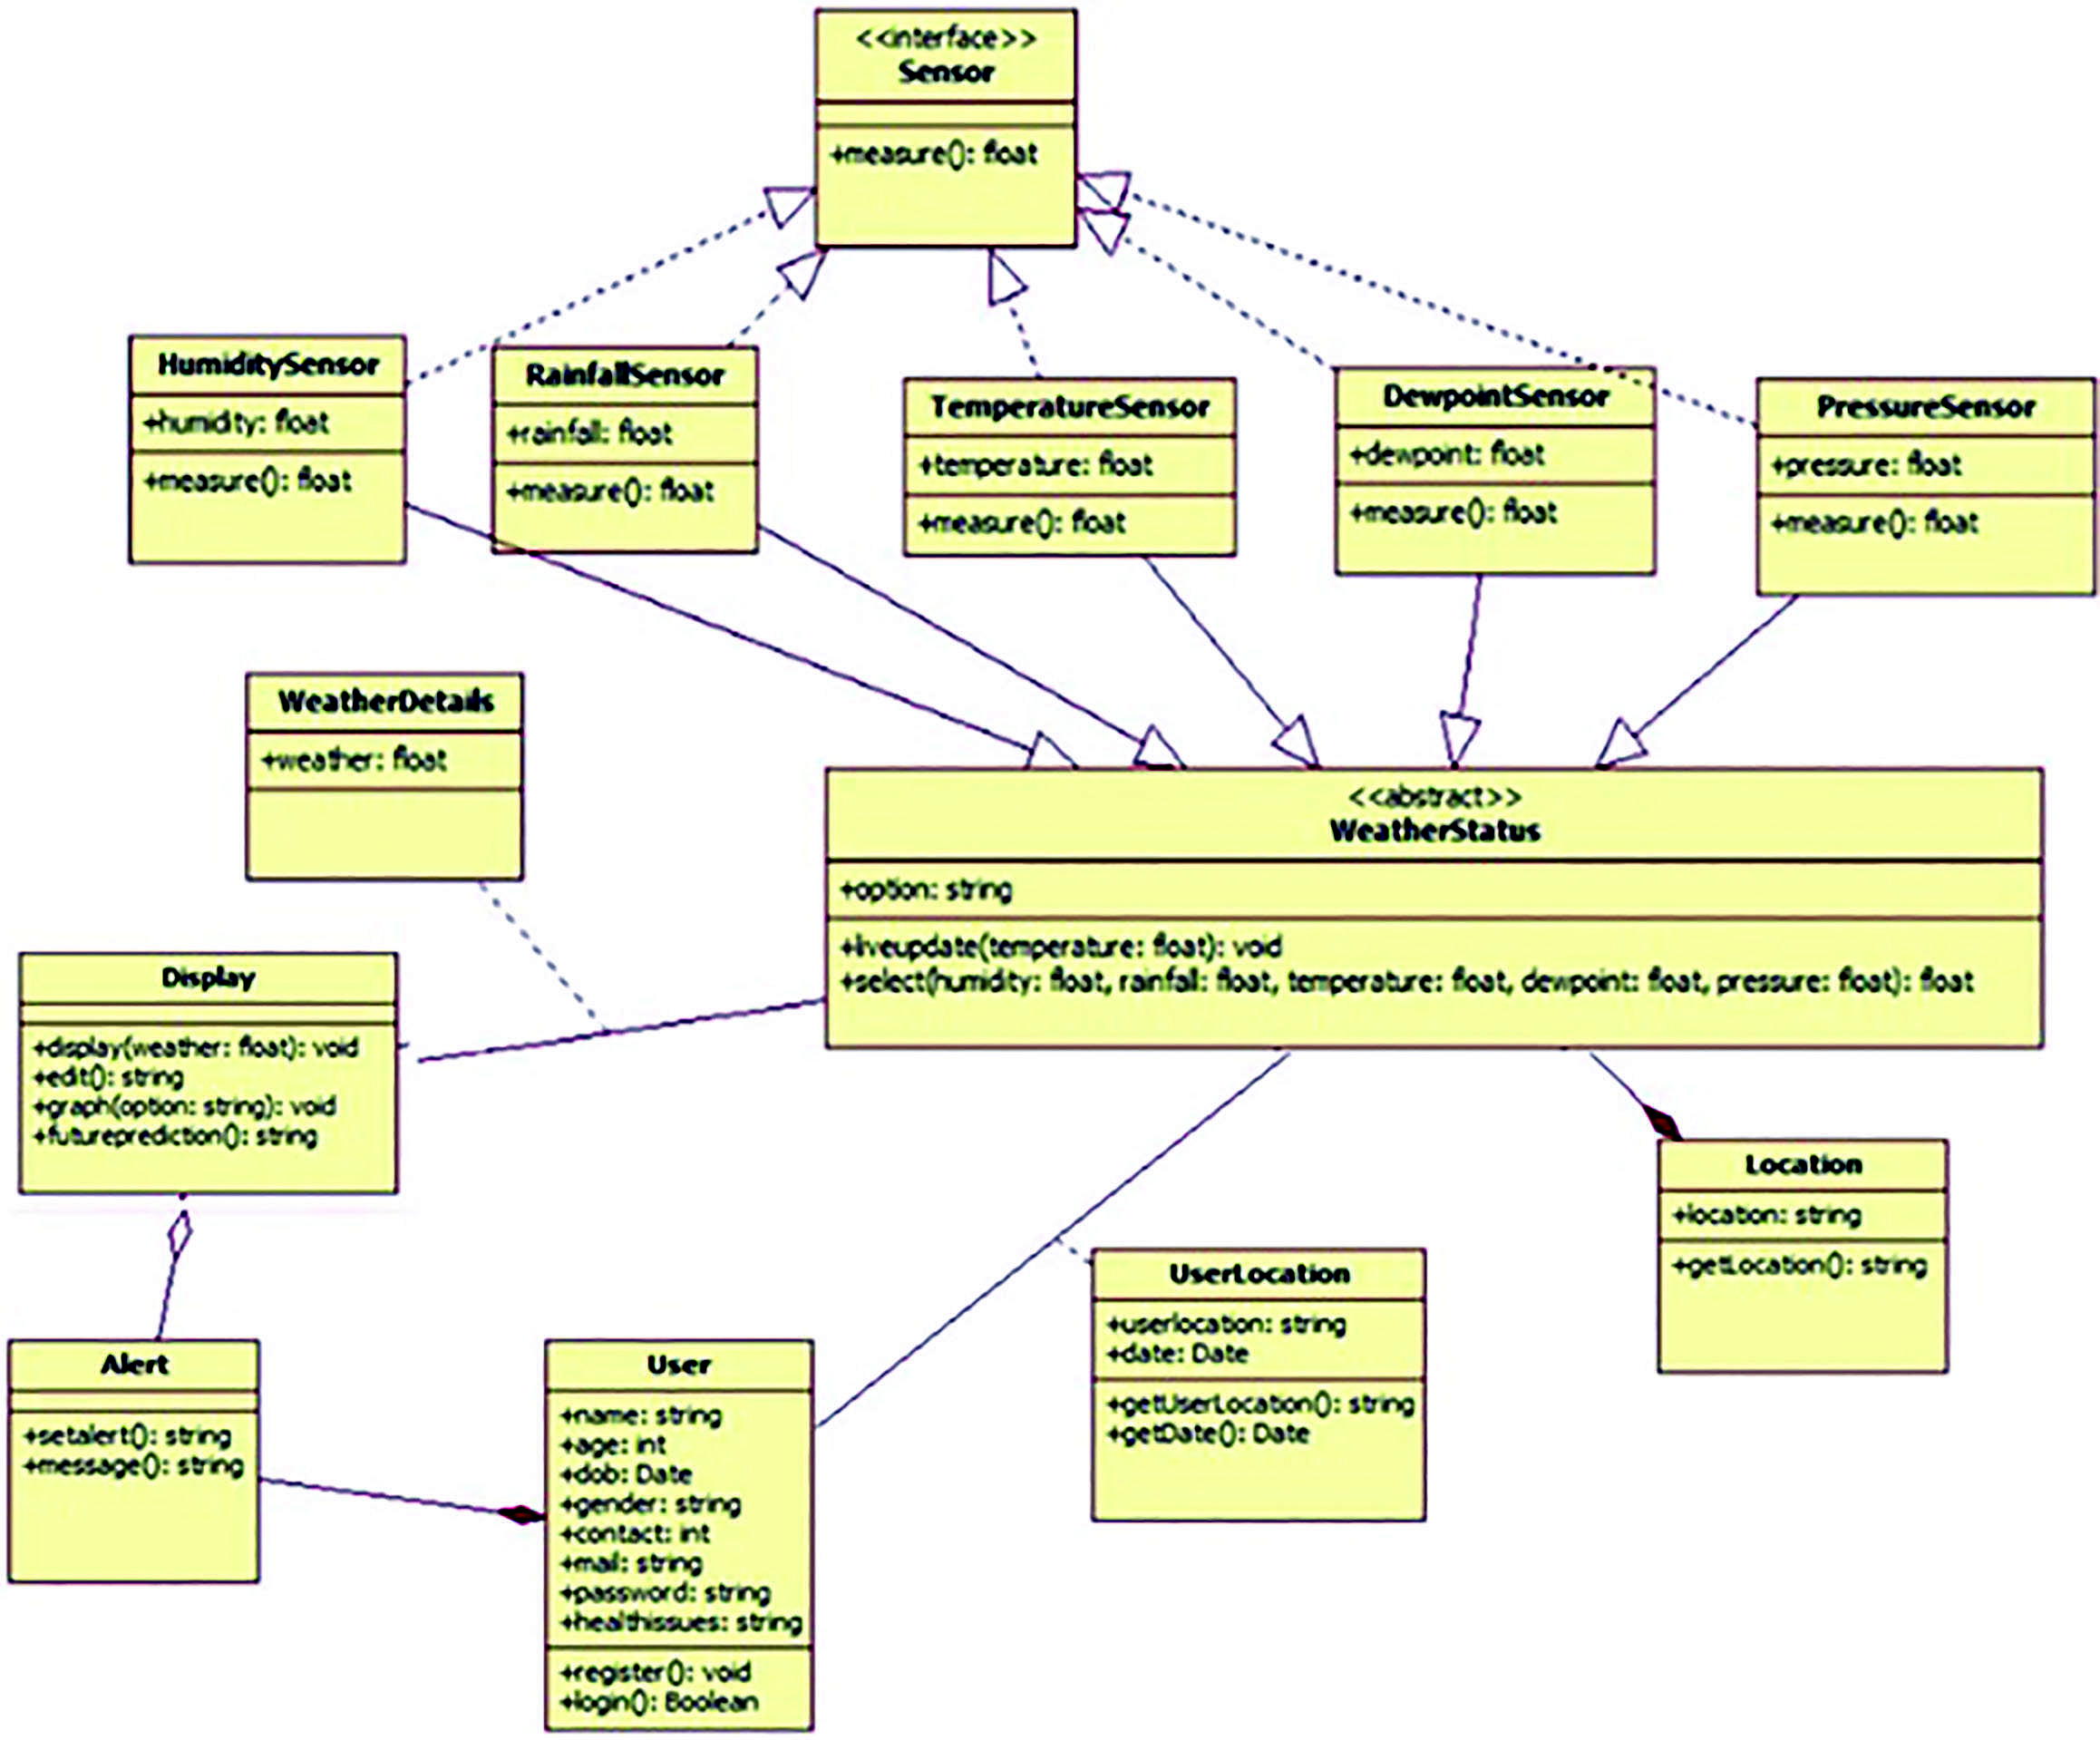 <<interface>>
Sensor
+measure(): float
HumiditySensor
+humidity: float
+measure(): float
RainfallSensor
+rainfall: float
+measure(): float
TemperatureSensor
+temperature: float
+measure(): float
DewpointSensor
+dewpoint: float
+measure(): float
PressureSensor
+pressure: float
+measure(): float
WeatherDetails
+weather: float
<<abstract>>
WeatherStatus
+option: string
+liveupdate(temperature: float): void
+select(humidity: float, rainfall: float, temperature: float, dewpoint: float, pressure: float): float
Display
+display(weather: float): void
+edit(): string
+graph(option: string): void
+futureprediction(): string
Location
+location: string
+getLocation(): string
UserLocation
+userlocation: string
+date: Date
+getUserLocation(): string
+getDate(): Date
Alert
+setalert(): string
+message(): string
User
+name: string
+age: int
+dob: Date
+gender: string
+contact: int
+mail: string
+password: string
+healthissues: string
+register(): void
+login(): Boolean